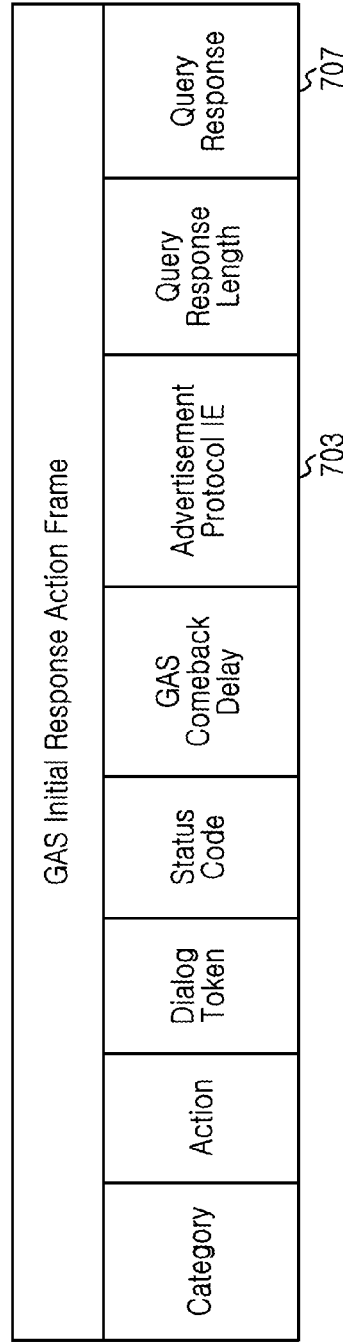 GAS Initial Response Action Frame
Category
Action
Dialog
Token
Status
Code
GAS
Comeback
Delay
Advertisement
Protocol IE
Query
Response
Length
Query
Response
703
707